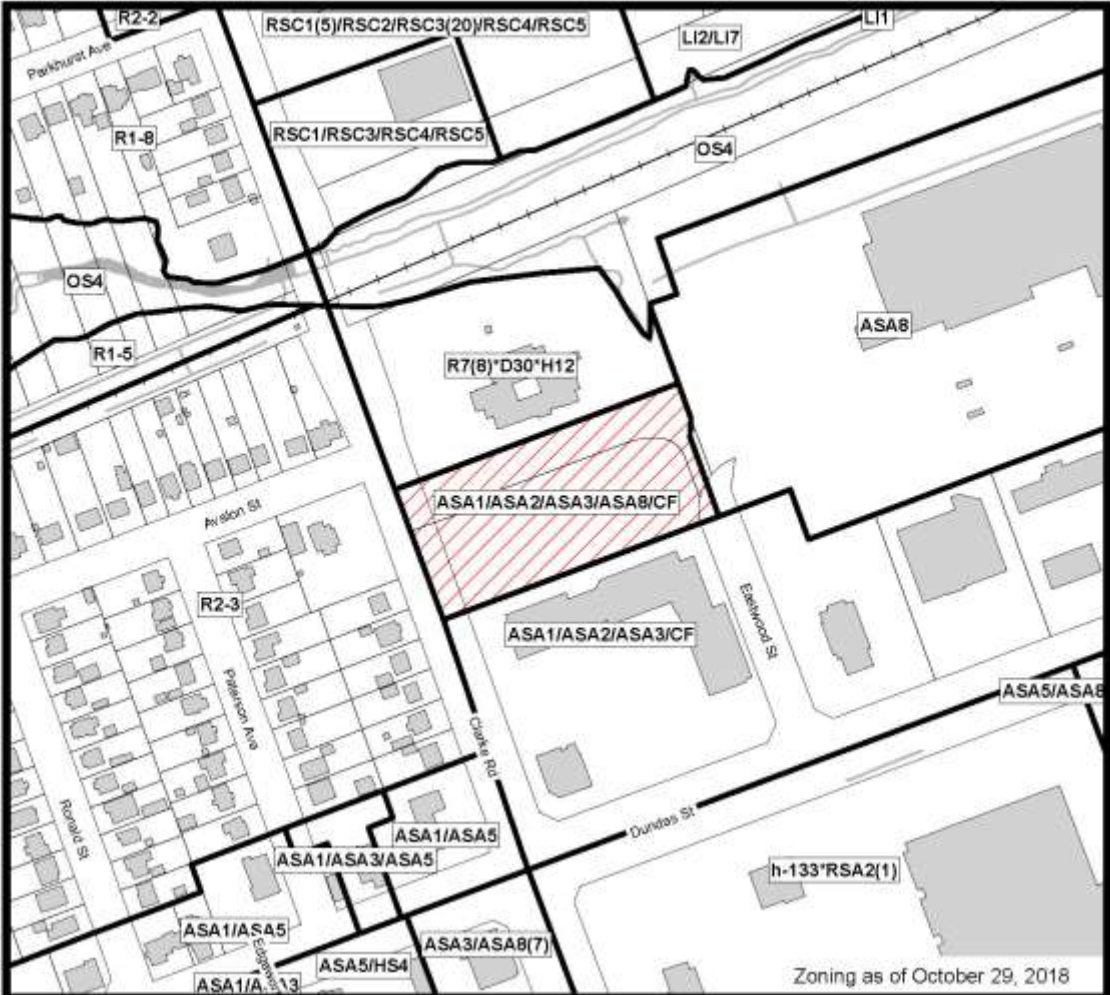 R2-2
RSC1(5)/RSC2/RSC3(20)/RSC4/RSC5
LI1
LI2/LI7
Parkhurst Ave
R1-8
RSC1/RSC3/RSC4/RSC5
OS4
OS4
ASA8
R1-5
R7(8)*D30*H12
ASA1/ASA2/ASA3/ASA8/CF
Avalon St
R2-3
Eastwood St
ASA1/ASA2/ASA3/CF
Paterson Ave
ASA5/ASA8
Clarke Rd
Ronald St
Dundas St
ASA1/ASA5
ASA1/ASA3/ASA5
h-133*RSA2(1)
ASA1/ASA5
ASA3/ASA8(7)
ASA5/HS4
Zoning as of October 29, 2018